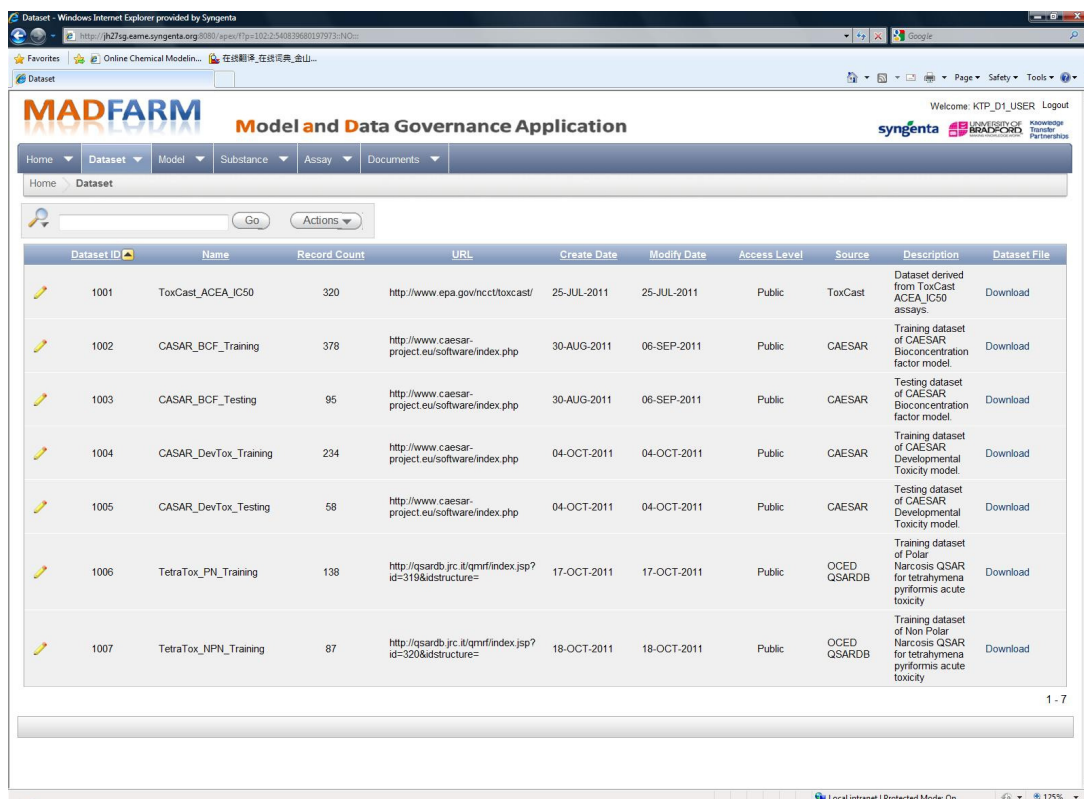 Dataset - Windows Internet Explorer provided by Syngenta
http://jh27sg.eame.syngenta.org:8080/apex/f?p=102:2:540839680197973::NO:::
Google
Favorites Online Chemical Modelin... 在线翻译_在线词典_金山...
Dataset
Page Safety Tools
MADFARM
Model and Data Governance Application
Welcome: KTP_D1_USER Logout
syngenta UNIVERSITY OF BRADFORD Knowledge Transfer Partnerships
Home Dataset Model Substance Assay Documents
Home Dataset
Go Actions
Dataset ID Name Record Count URL Create Date Modify Date Access Level Source Description Dataset File
1001 ToxCast_ACEA_IC50 320 http://www.epa.gov/ncct/toxcast/ 25-JUL-2011 25-JUL-2011 Public ToxCast Dataset derived from ToxCast ACEA_IC50 assays. Download
1002 CASAR_BCF_Training 378 http://www.caesar-project.eu/software/index.php 30-AUG-2011 06-SEP-2011 Public CAESAR Training dataset of CAESAR Bioconcentration factor model. Download
1003 CASAR_BCF_Testing 95 http://www.caesar-project.eu/software/index.php 30-AUG-2011 06-SEP-2011 Public CAESAR Testing dataset of CAESAR Bioconcentration factor model. Download
1004 CASAR_DevTox_Training 234 http://www.caesar-project.eu/software/index.php 04-OCT-2011 04-OCT-2011 Public CAESAR Training dataset of CAESAR Developmental Toxicity model. Download
1005 CASAR_DevTox_Testing 58 http://www.caesar-project.eu/software/index.php 04-OCT-2011 04-OCT-2011 Public CAESAR Testing dataset of CAESAR Developmental Toxicity model. Download
1006 TetraTox_PN_Training 138 http://qsardb.jrc.it/qmrf/index.jsp?id=319&idstructure= 17-OCT-2011 17-OCT-2011 Public OCED QSARDB Training dataset of Polar Narcosis QSAR for tetrahymena pyriformis acute toxicity Download
1007 TetraTox_NPN_Training 87 http://qsardb.jrc.it/qmrf/index.jsp?id=320&idstructure= 18-OCT-2011 18-OCT-2011 Public OCED QSARDB Training dataset of Non Polar Narcosis QSAR for tetrahymena pyriformis acute toxicity Download
1 - 7
Local intranet | Protected Mode: On 125%